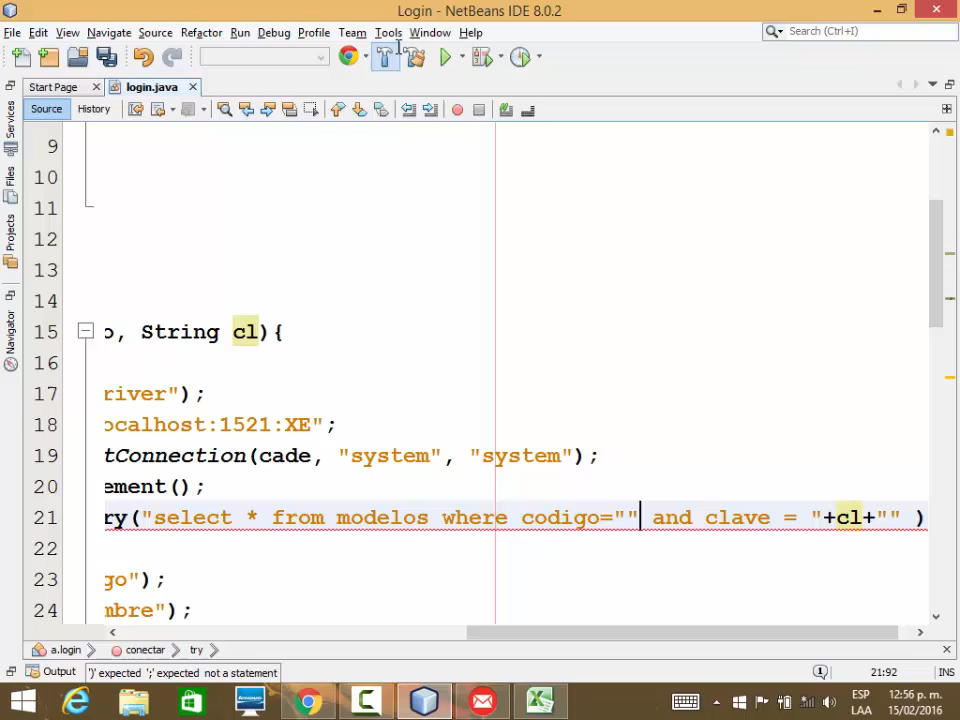 Login - NetBeans IDE 8.0.2
File Edit View Navigate Source Refactor Run Debug Profile Team Tools Window Help
Search (Ctrl+I)
Start Page
login.java
Source History
Services
Files
Projects
Navigator
9
10
11
12
13
14
15 o, String cl){
16
17 river");
18 ocalhost:1521:XE";
19 tConnection(cade, "system", "system");
20 ement();
21 ry("select * from modelos where codigo="" and clave = "+cl+"" )
22
23 go");
24 mbre");
a.login conectar try
Output ')' expected ';' expected not a statement
21:92 INS
ESP 12:56 p. m.
LAA 15/02/2016